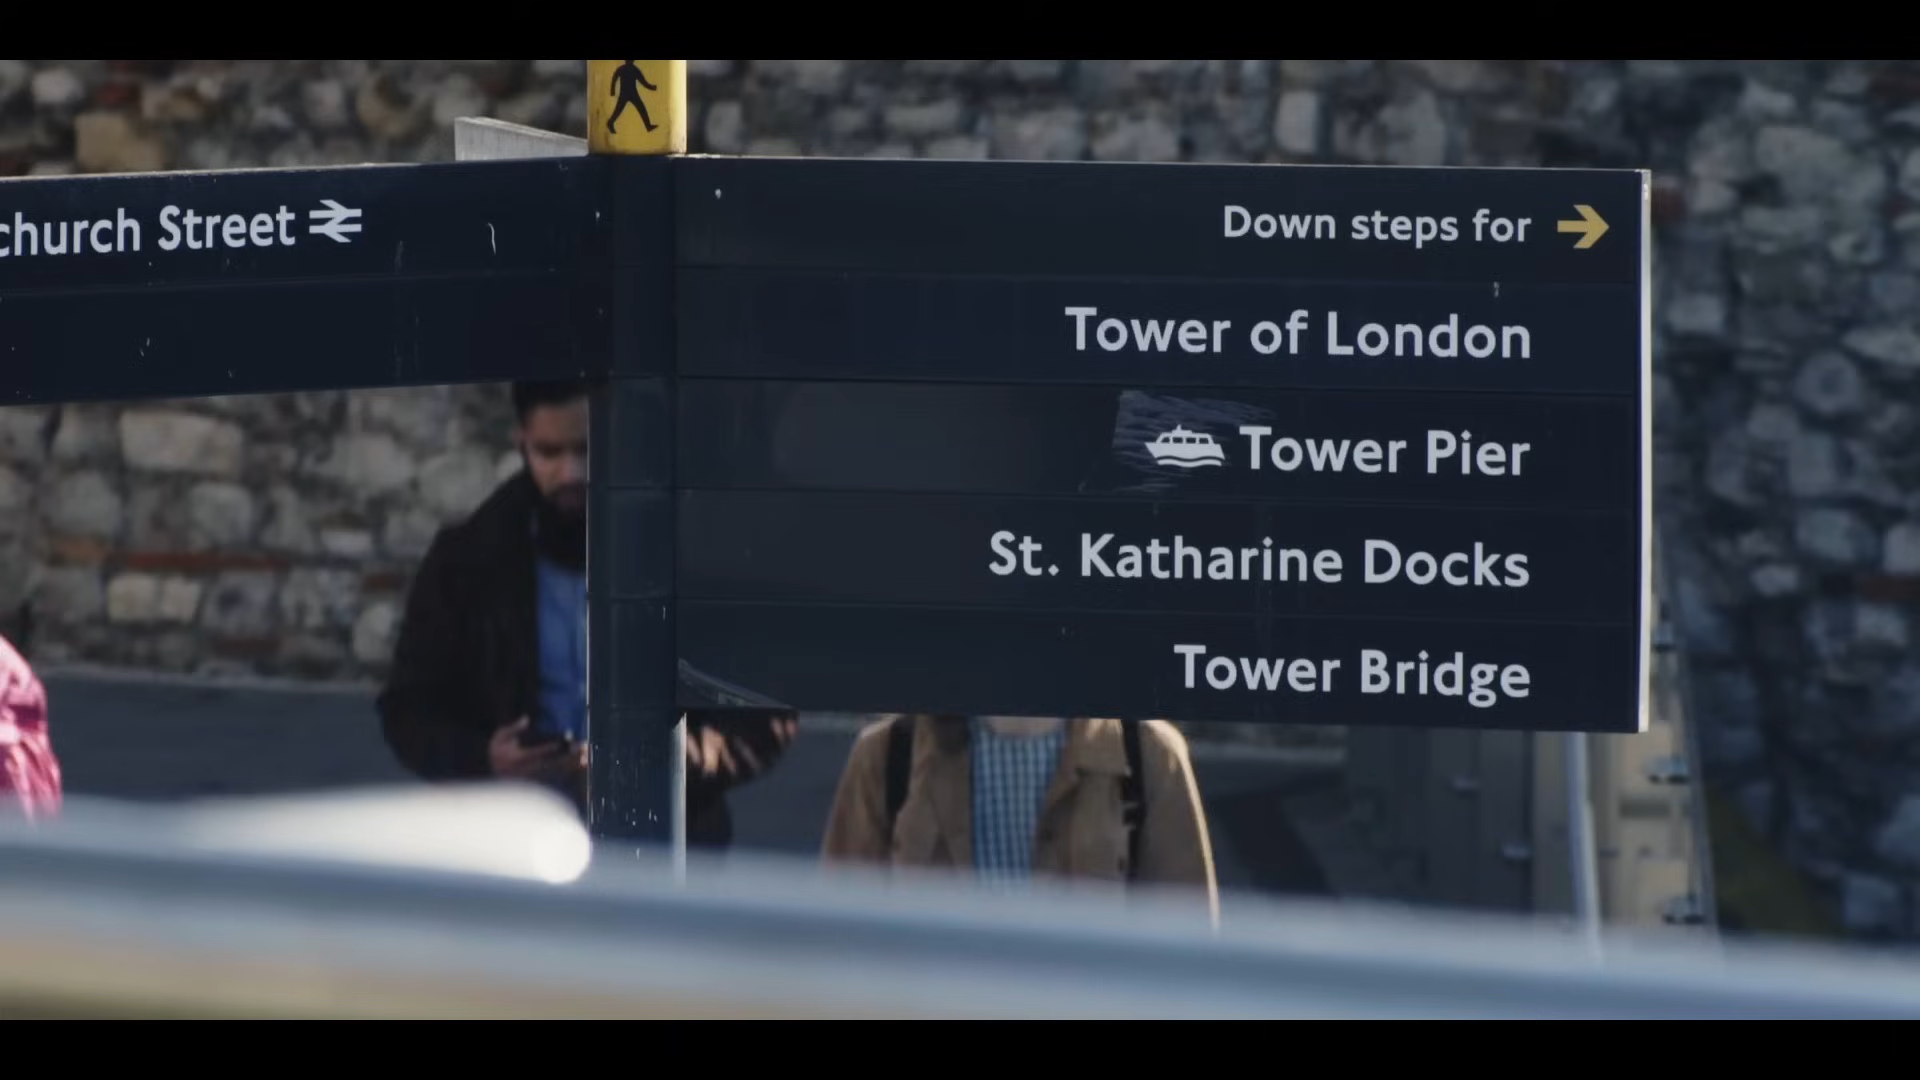 church Street
Down steps for
Tower of London
Tower Pier
St. Katharine Docks
Tower Bridge